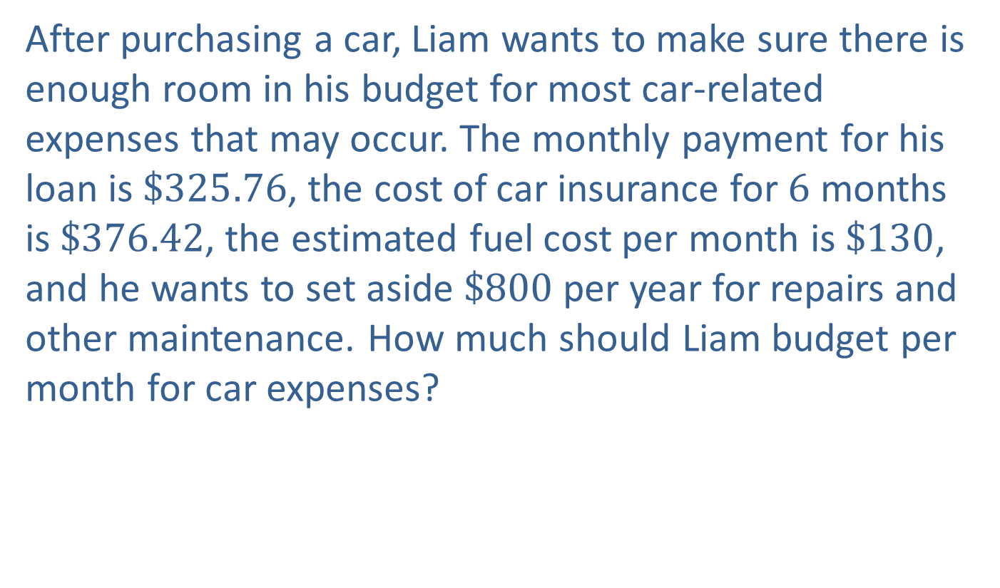 After purchasing a car, Liam wants to make sure there is
enough room in his budget for most car-related
expenses that may occur. The monthly payment for his
loan is $325.76, the cost of car insurance for 6 months
is $376.42, the estimated fuel cost per month is $130,
and he wants to set aside $800 per year for repairs and
other maintenance. How much should Liam budget per
month for car expenses?